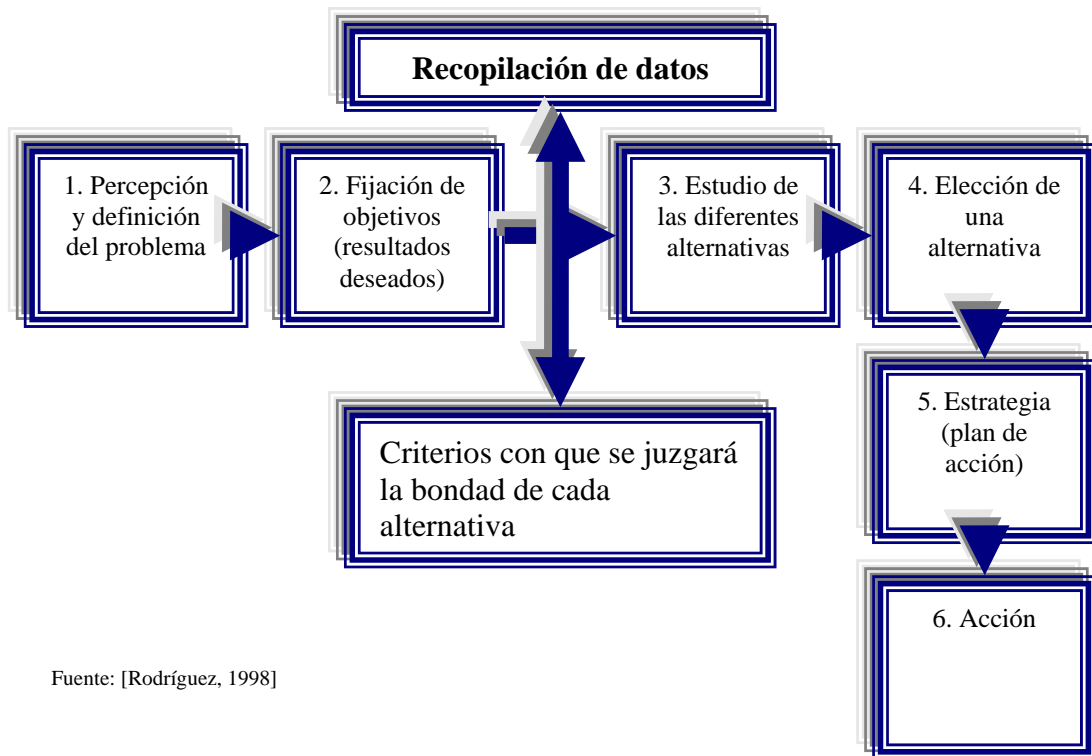 Recopilación de datos
1. Percepción
y definición
del problema
2. Fijación de
objetivos
(resultados
deseados)
3. Estudio de
las diferentes
alternativas
4. Elección de
una
alternativa
5. Estrategia
(plan de
acción)
Criterios con que se juzgará
la bondad de cada
alternativa
6. Acción
Fuente: [Rodríguez, 1998]